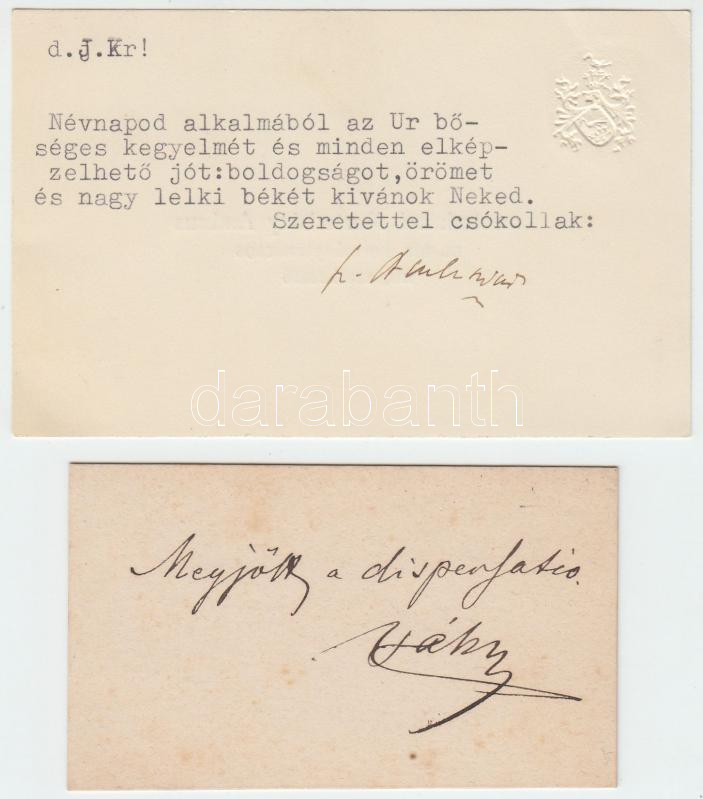 d.J.Kr!
Névnapod alkalmából az Ur bő-
séges kegyelmét és minden elkép-
zelhető jót:boldogságot,örömet
és nagy lelki békét kivánok Neked.
Szeretettel csókollak:
darabanth
Megjött a dispensatio.